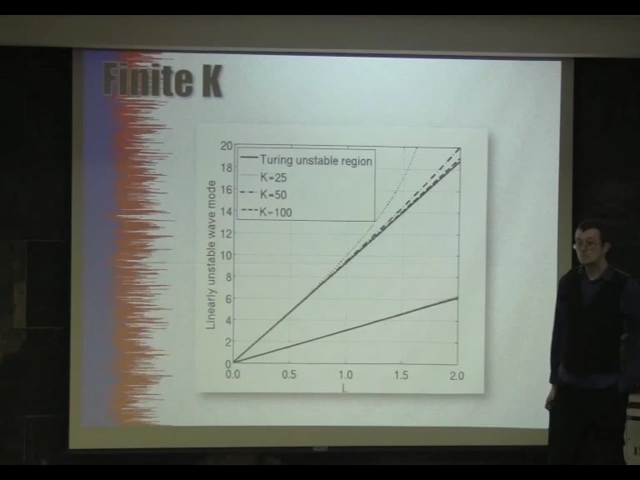 Finite K
Linearly unstable wave mode
20
18
16
14
12
10
8
6
4
2
0
Turing unstable region
K=25
K=50
K=100
0.0 0.5 1.0 1.5 2.0
L